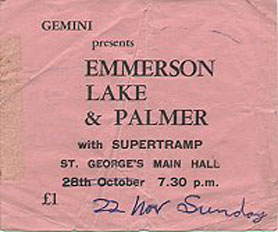 GEMINI
presents
EMMERSON
LAKE
& PALMER
with SUPERTRAMP
ST. GEORGE'S MAIN HALL
28th October 7.30 p.m.
£1 22 Nov Sunday